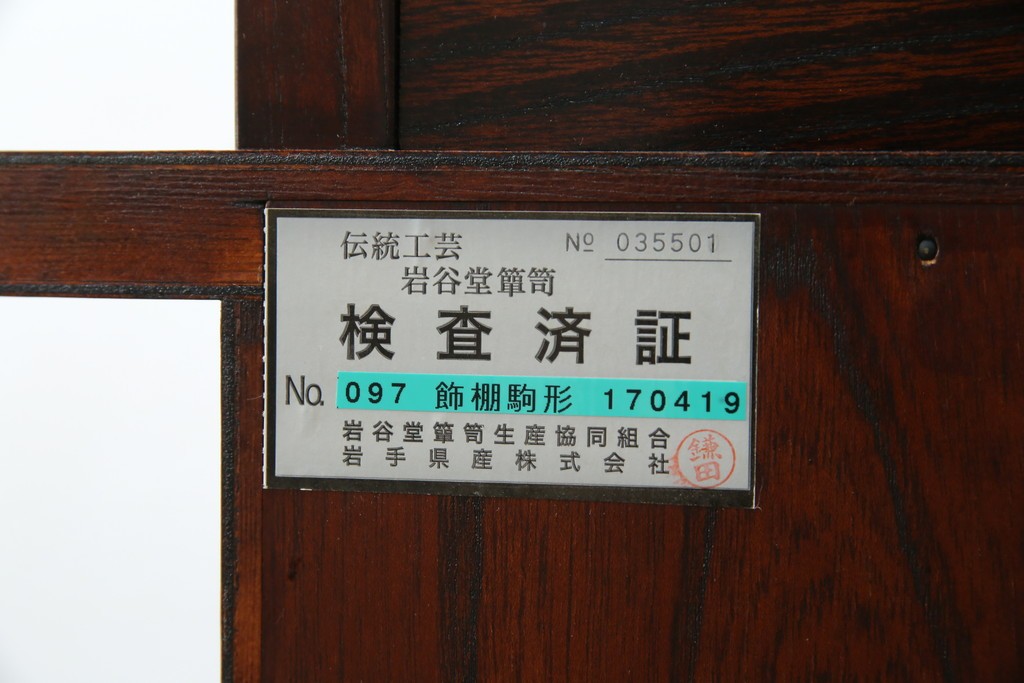 伝統工芸 № 035501
岩谷堂簞笥
検査済証
No. 097 飾棚駒形 170419
岩谷堂簞笥生産協同組合
岩手県産株式会社
鎌田